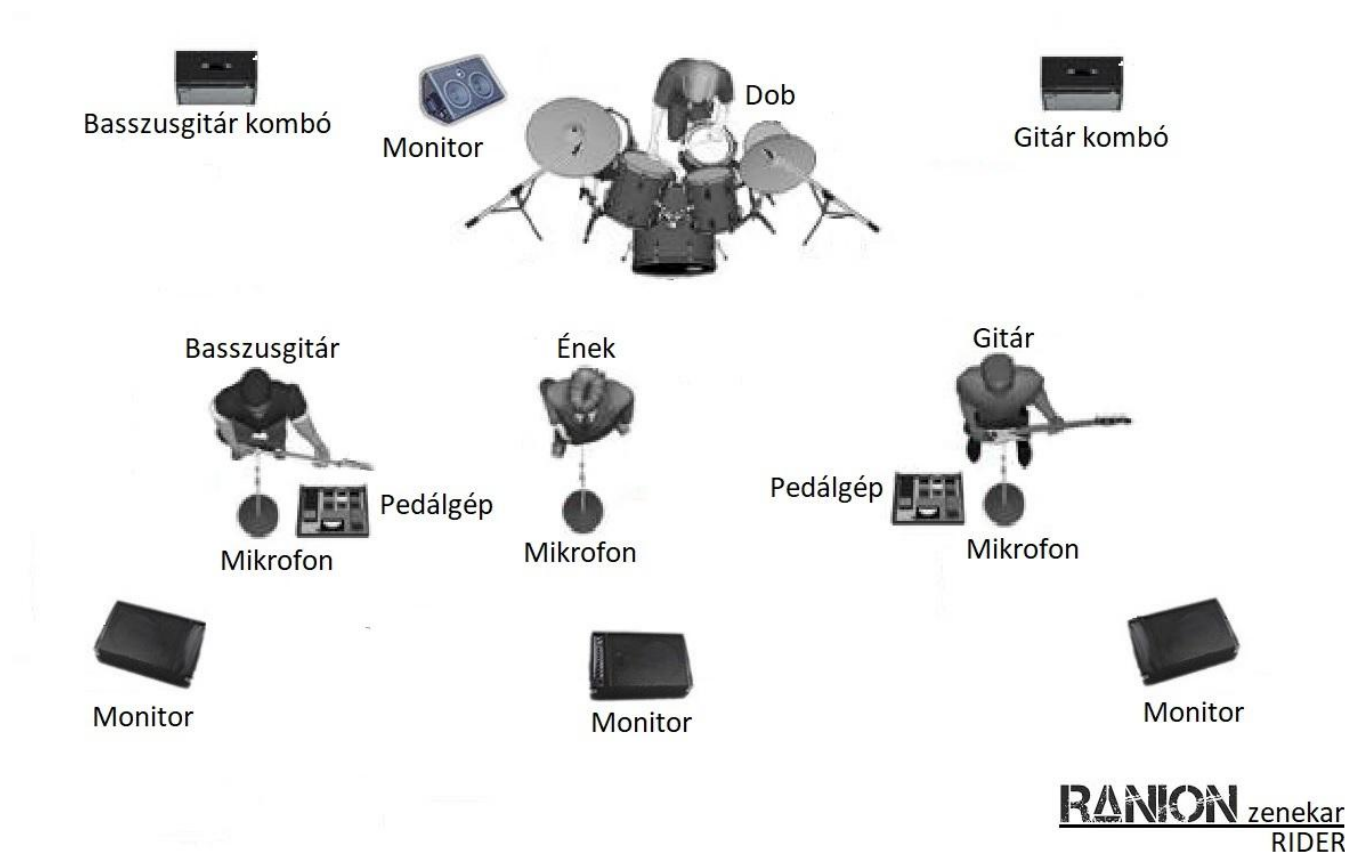 Dob
Basszusgitár kombó
Monitor
Gitár kombó
Basszusgitár
Ének
Gitár
Pedálgép
Pedálgép
Mikrofon
Mikrofon
Mikrofon
Monitor
Monitor
Monitor
RANION zenekar
RIDER